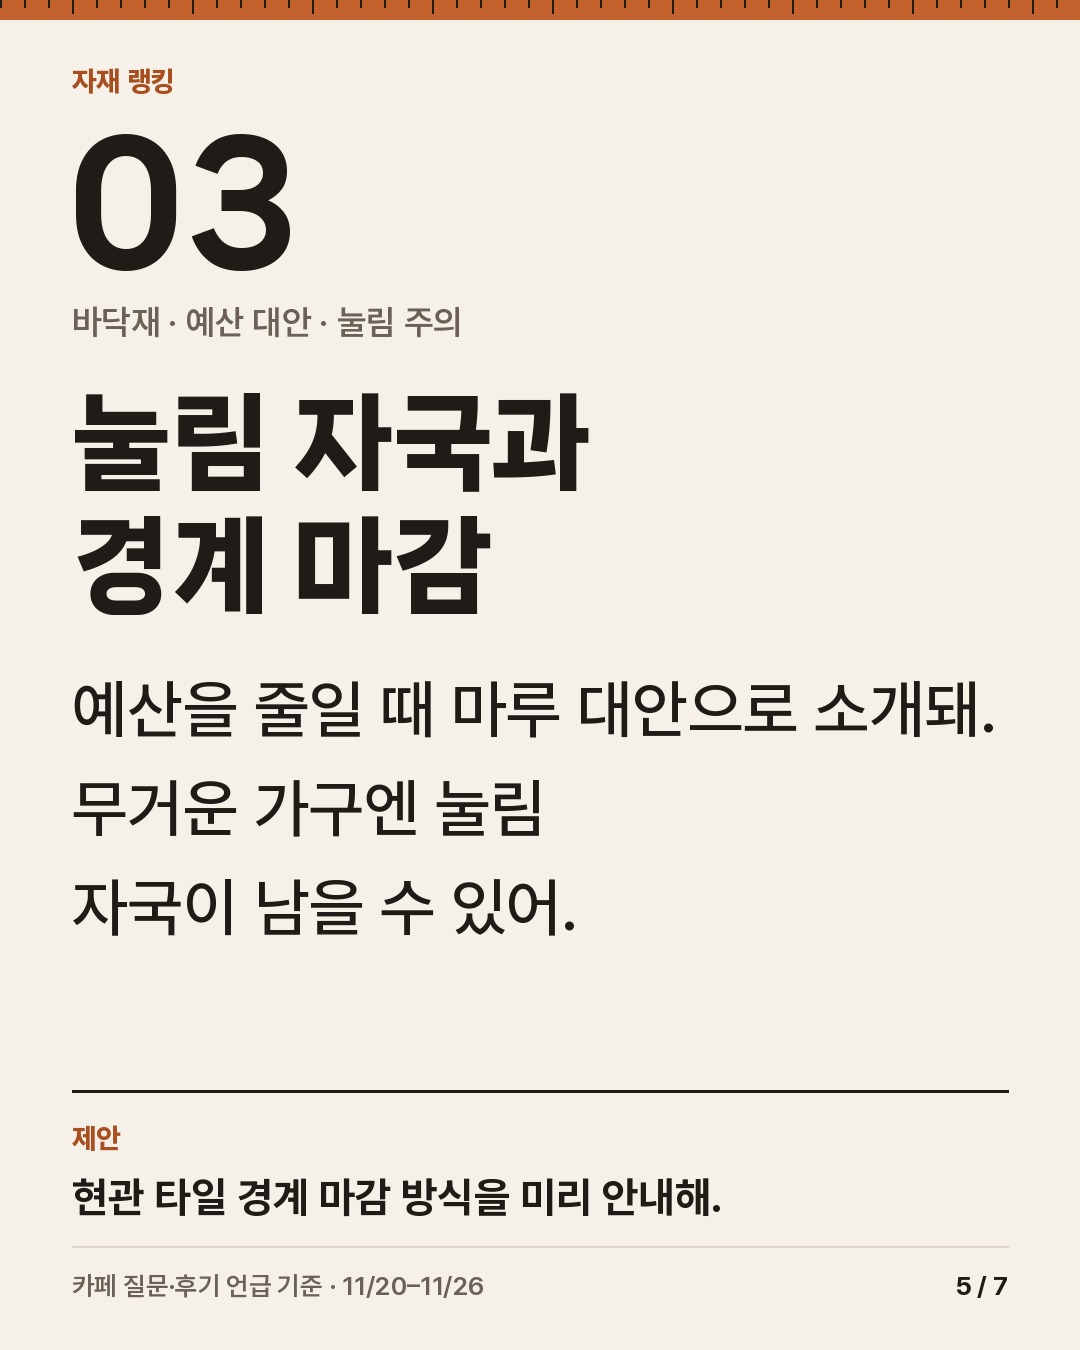 자재 랭킹
03
바닥재 · 예산 대안 · 눌림 주의
눌림 자국과
경계 마감
예산을 줄일 때 마루 대안으로 소개돼.
무거운 가구엔 눌림
자국이 남을 수 있어.
제안
현관 타일 경계 마감 방식을 미리 안내해.
카페 질문·후기 언급 기준 · 11/20–11/26
5 / 7